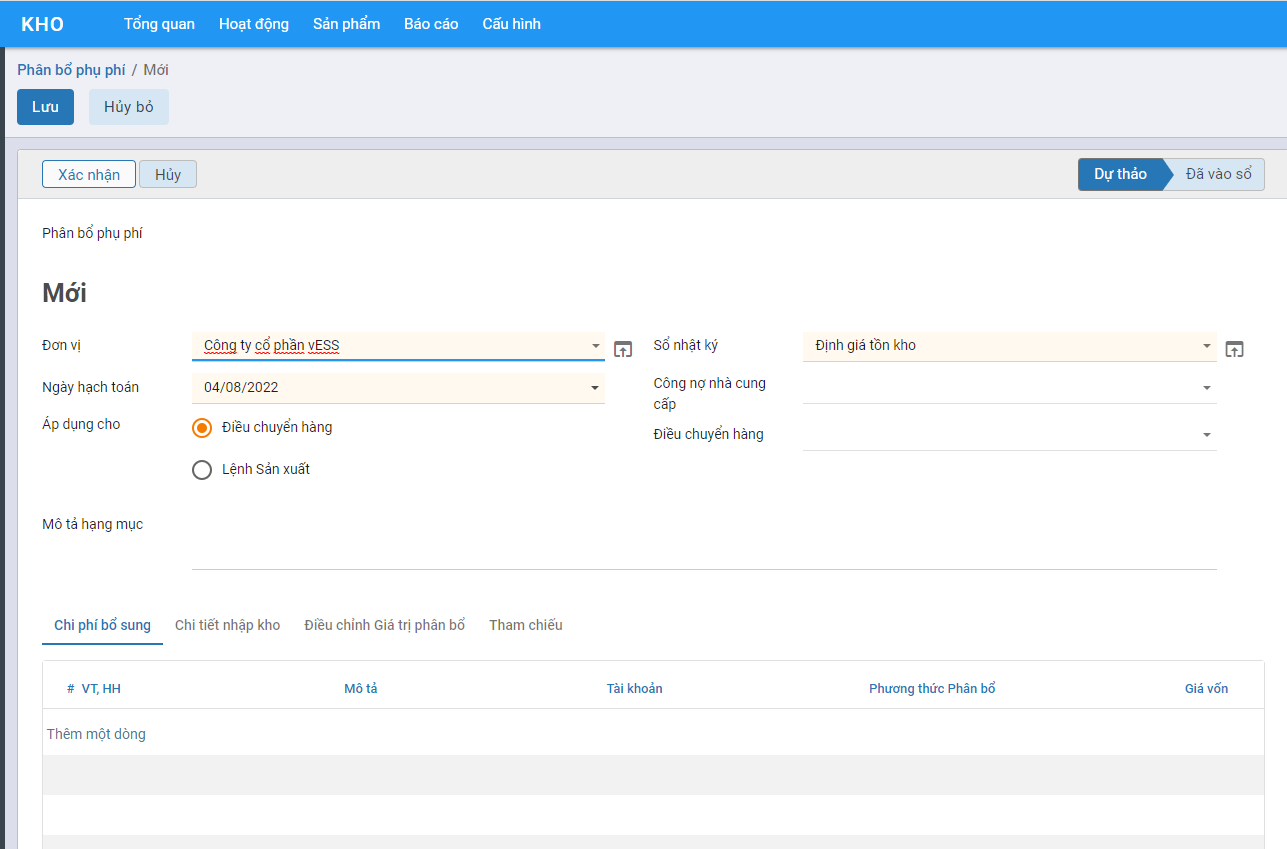 KHO Tổng quan Hoạt động Sản phẩm Báo cáo Cấu hình
Phân bổ phụ phí / Mới
Lưu Hủy bỏ
Xác nhận Hủy Dự thảo Đã vào sổ
Phân bổ phụ phí
Mới
Đơn vị Công ty cổ phần vESS Sổ nhật ký Định giá tồn kho
Ngày hạch toán 04/08/2022 Công nợ nhà cung
cấp
Áp dụng cho Điều chuyển hàng Điều chuyển hàng
Lệnh Sản xuất
Mô tả hạng mục
Chi phí bổ sung Chi tiết nhập kho Điều chỉnh Giá trị phân bổ Tham chiếu
# VT, HH Mô tả Tài khoản Phương thức Phân bổ Giá vốn
Thêm một dòng